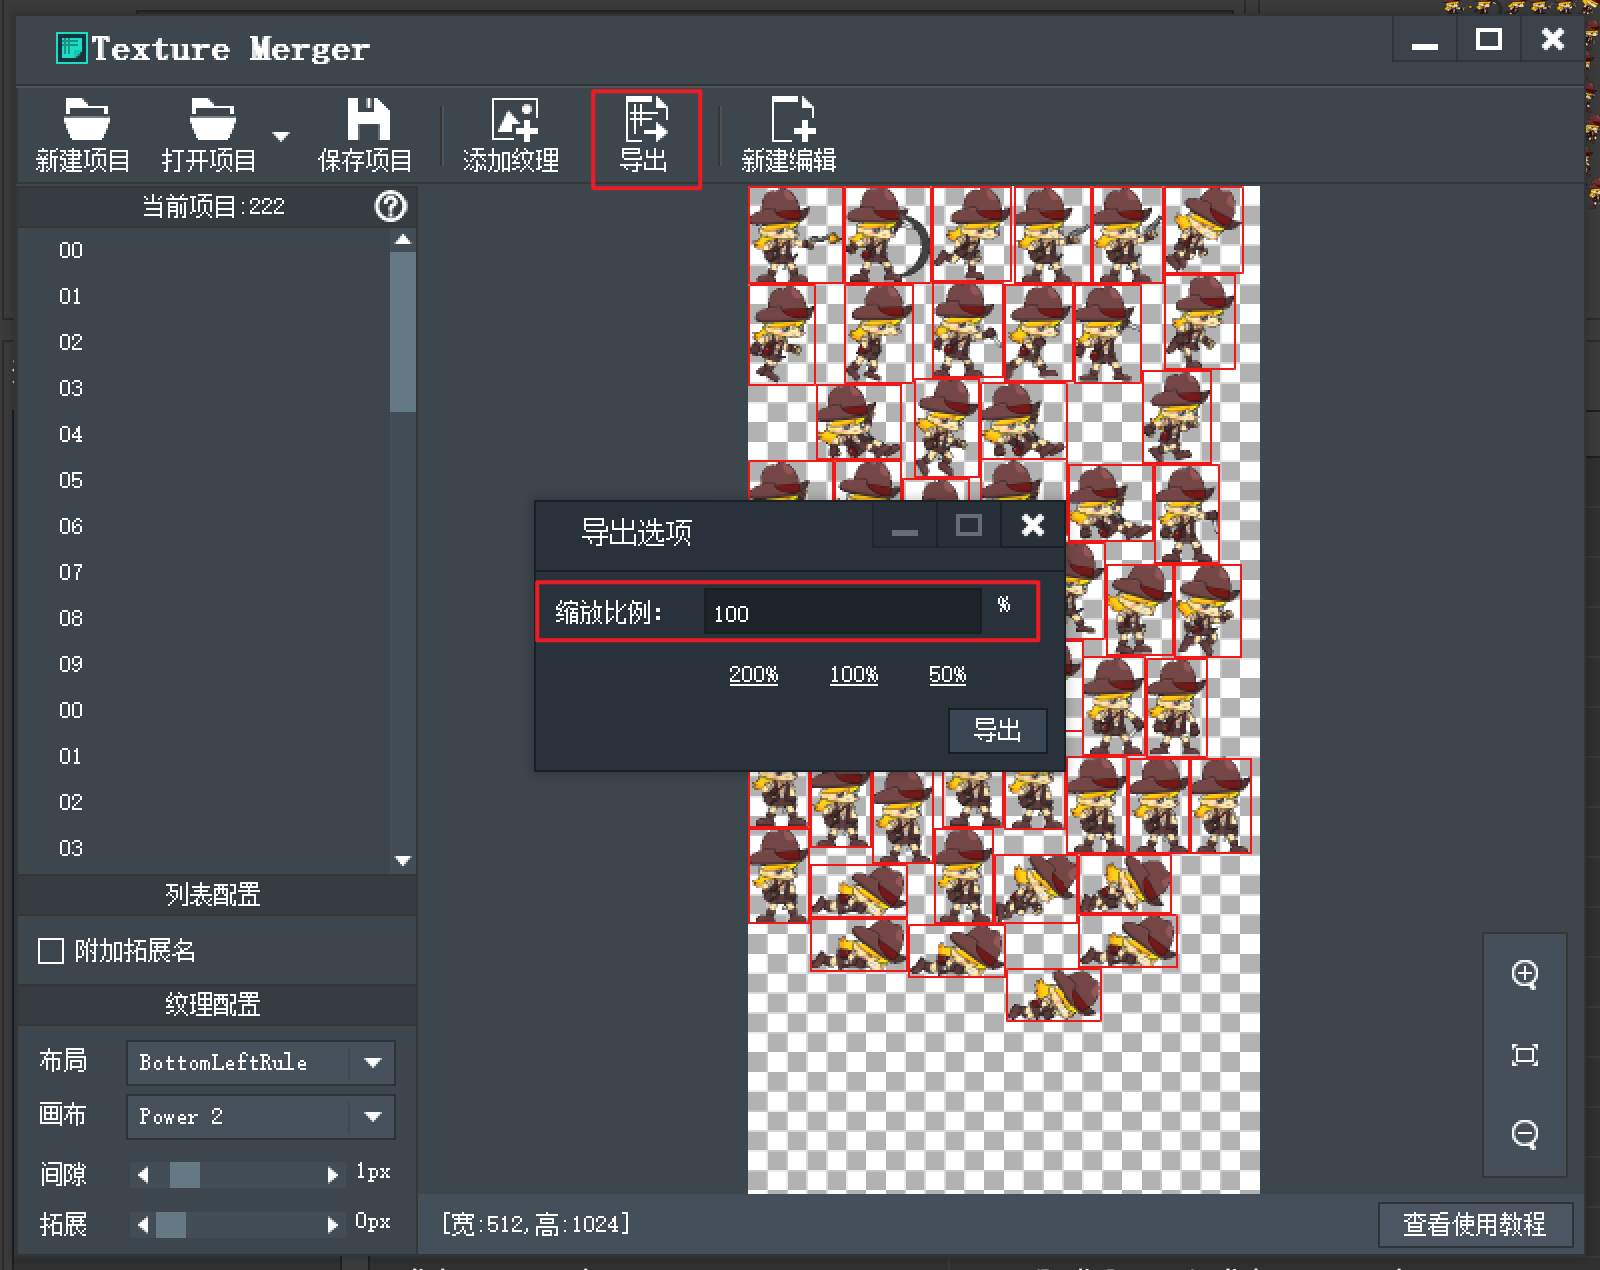 Texture Merger
新建项目
打开项目
保存项目
添加纹理
导出
新建编辑
当前项目:222
00
01
02
03
04
05
06
07
08
09
00
01
02
03
列表配置
附加拓展名
纹理配置
布局 BottomLeftRule
画布 Power 2
间隙 1px
拓展 0px
导出选项
缩放比例: 100 %
200% 100% 50%
导出
[宽:512,高:1024]
查看使用教程